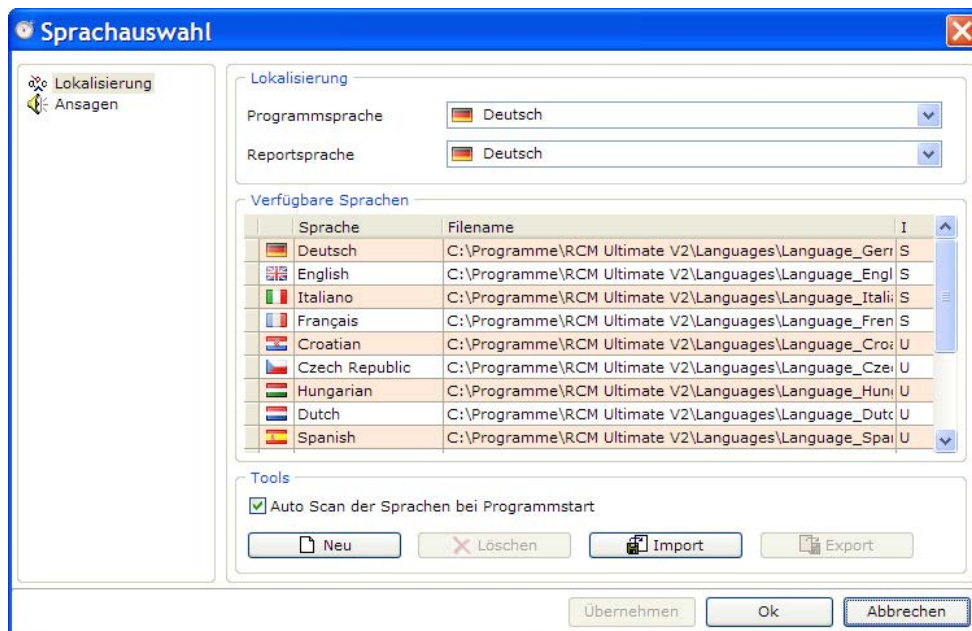 Sprachauswahl
Lokalisierung
Ansagen
Lokalisierung
Programmsprache Deutsch
Reportsprache Deutsch
Verfügbare Sprachen
Sprache Filename I
Deutsch C:\Programme\RCM Ultimate V2\Languages\Language_Gerr S
English C:\Programme\RCM Ultimate V2\Languages\Language_Engl S
Italiano C:\Programme\RCM Ultimate V2\Languages\Language_Itali S
Français C:\Programme\RCM Ultimate V2\Languages\Language_Fren S
Croatian C:\Programme\RCM Ultimate V2\Languages\Language_Croa U
Czech Republic C:\Programme\RCM Ultimate V2\Languages\Language_Czec U
Hungarian C:\Programme\RCM Ultimate V2\Languages\Language_Hun U
Dutch C:\Programme\RCM Ultimate V2\Languages\Language_Dutc U
Spanish C:\Programme\RCM Ultimate V2\Languages\Language_Spai U
Tools
Auto Scan der Sprachen bei Programmstart
Neu Löschen Import Export
Übernehmen Ok Abbrechen